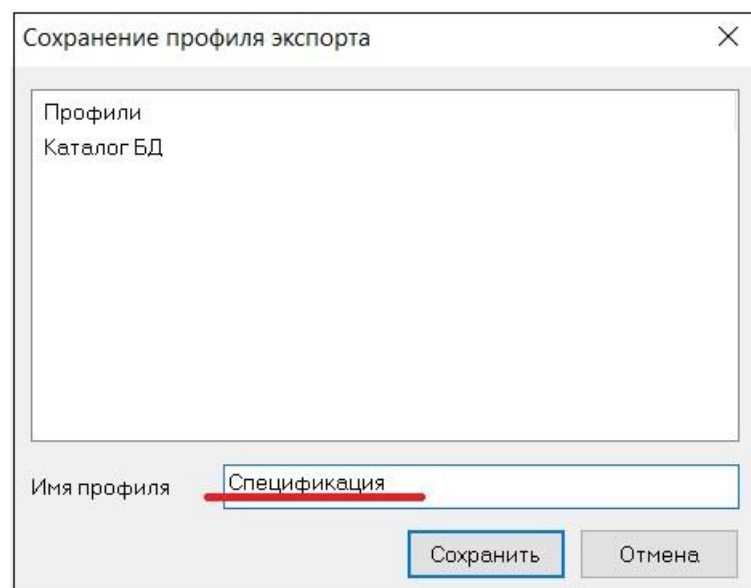 Сохранение профиля экспорта
Профили
Каталог БД
Имя профиля Спецификация
Сохранить Отмена